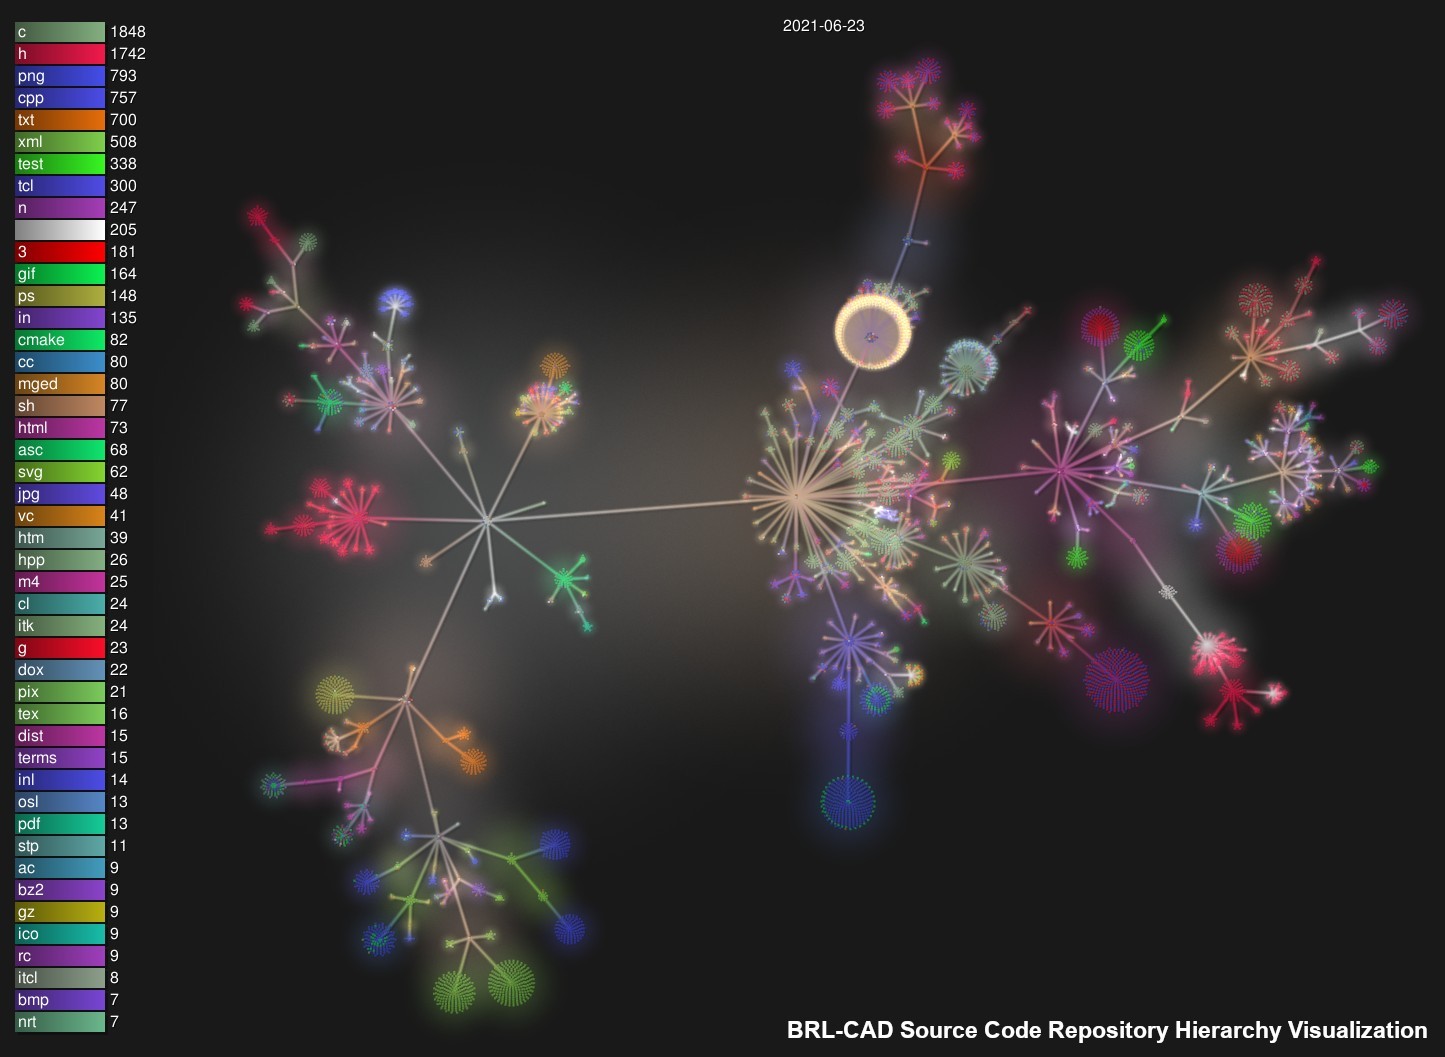 2021-06-23
c 1848
h 1742
png 793
cpp 757
txt 700
xml 508
test 338
tcl 300
n 247
205
3 181
gif 164
ps 148
in 135
cmake 82
cc 80
mged 80
sh 77
html 73
asc 68
svg 62
jpg 48
vc 41
htm 39
hpp 26
m4 25
cl 24
itk 24
g 23
dox 22
pix 21
tex 16
dist 15
terms 15
inl 14
osl 13
pdf 13
stp 11
ac 9
bz2 9
gz 9
ico 9
rc 9
itcl 8
bmp 7
nrt 7
BRL-CAD Source Code Repository Hierarchy Visualization